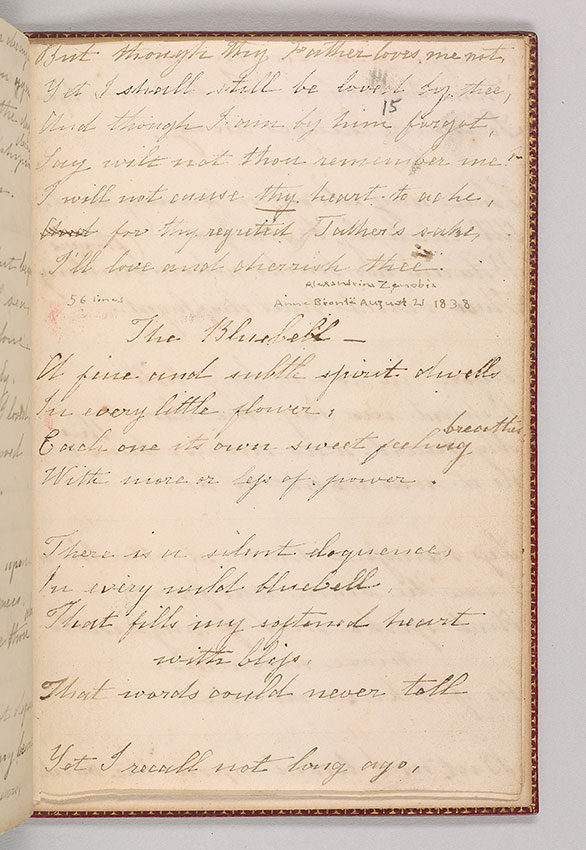 But though thy Father loves me not,
Yet I shall still be loved by thee,
15
And though I am by him forgot,
Say wilt not thou remember me!
I will not cause thy heart to ache,
And for thy regretted Father's sake,
I'll love and cherrish thee.
Alexandrina Zenobia
56 lines
Anne Brontë August 21 1838
The Bluebell —
A fine and subtle spirit dwells
In every little flower,
Each one its own sweet feeling breathes
With more or less of power.
There is a silent eloquence,
In every wild bluebell,
That fills my softened heart
with bliss,
That words could never tell
Yet I recall not long ago,